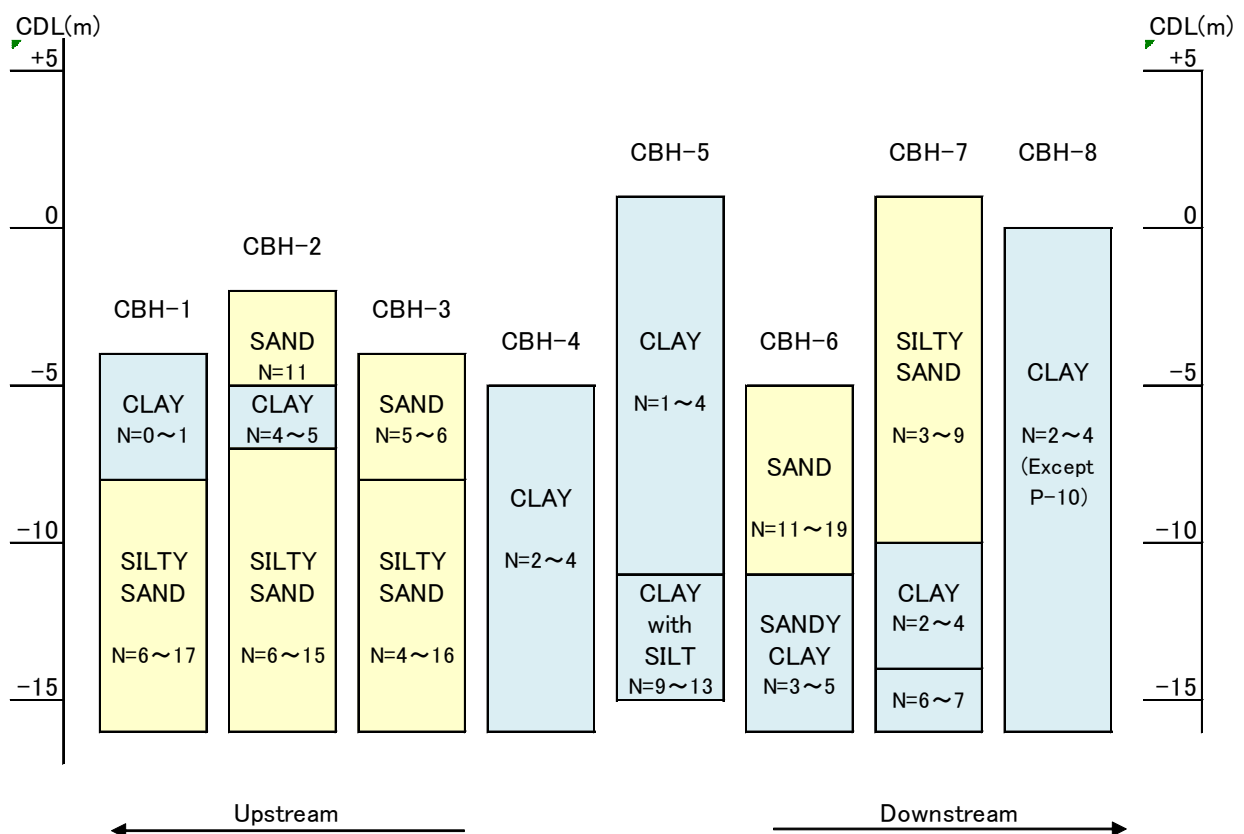 CDL(m)
+5
0
-5
-10
-15
CBH-1
CLAY
N=0~1
SILTY
SAND
N=6~17
CBH-2
SAND
N=11
CLAY
N=4~5
SILTY
SAND
N=6~15
CBH-3
SAND
N=5~6
SILTY
SAND
N=4~16
CBH-4
CLAY
N=2~4
CBH-5
CLAY
N=1~4
CLAY
with
SILT
N=9~13
CBH-6
SAND
N=11~19
SANDY
CLAY
N=3~5
CBH-7
SILTY
SAND
N=3~9
CLAY
N=2~4
N=6~7
CBH-8
CLAY
N=2~4
(Except
P-10)
CDL(m)
+5
0
-5
-10
-15
Upstream
Downstream